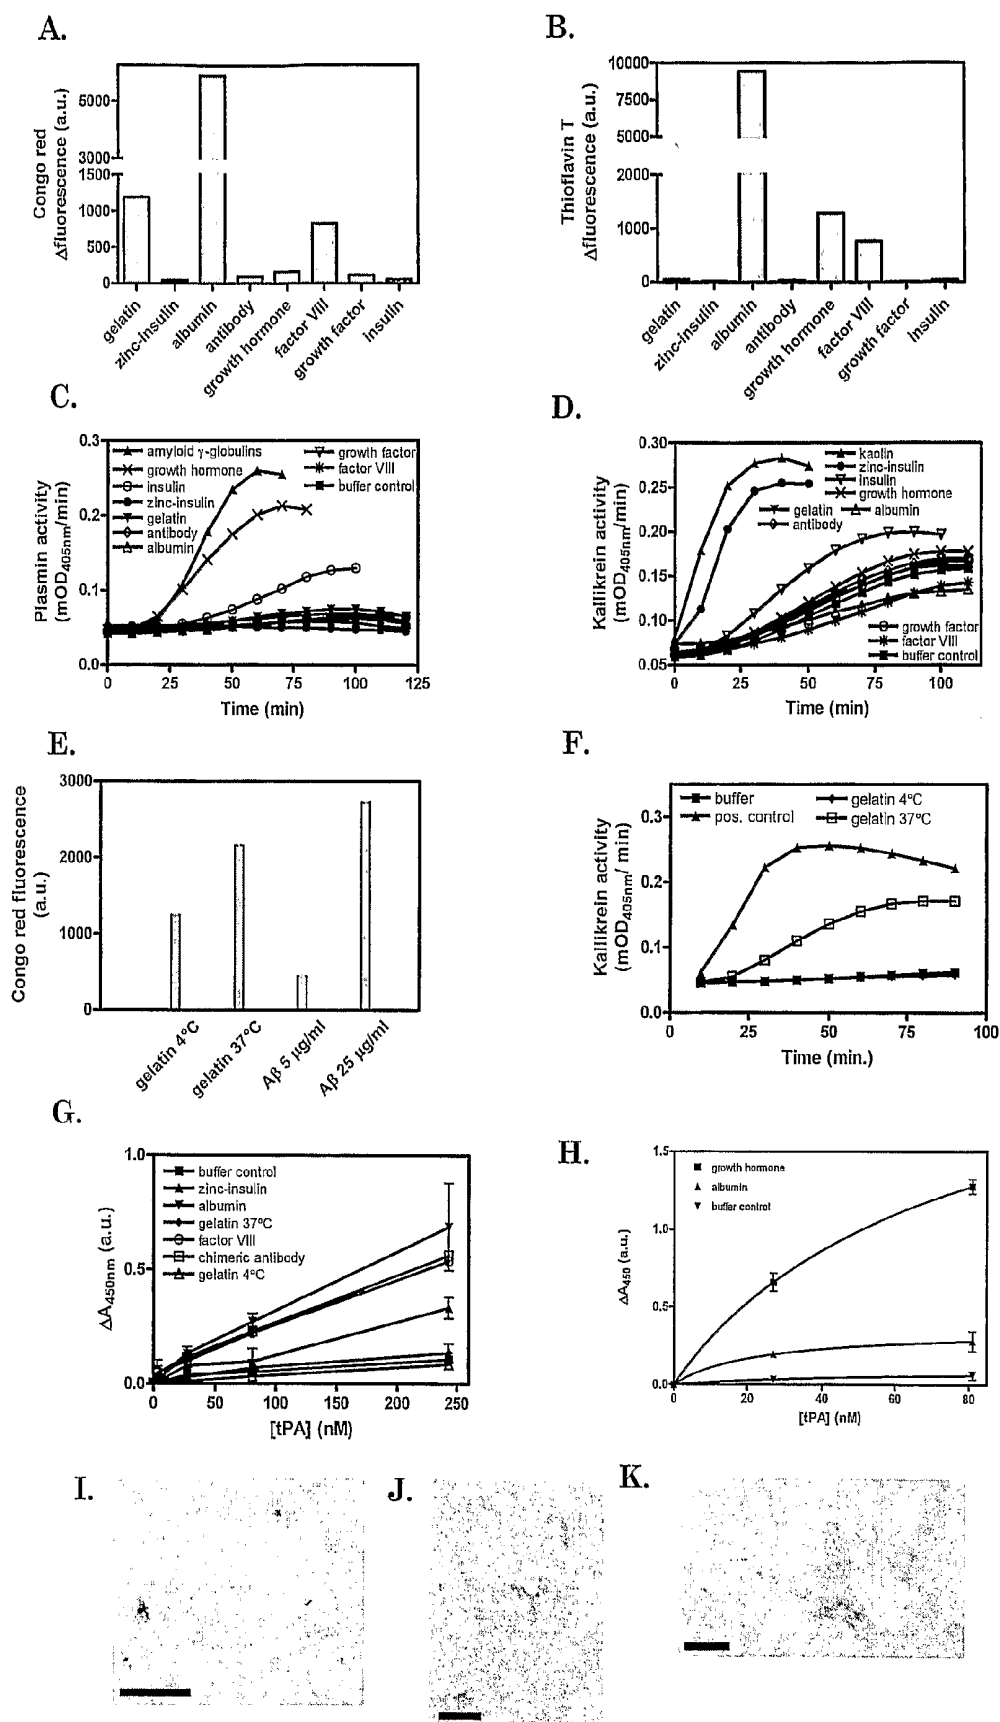 A.
Congo red
Δfluorescence (a.u.)
5000
3000
1500
1000
500
0
gelatin
zinc-insulin
albumin
antibody
growth hormone
factor VIII
growth factor
insulin
B.
Thioflavin T
Δfluorescence (a.u.)
10000
7500
5000
2000
1000
0
gelatin
zinc-insulin
albumin
antibody
growth hormone
factor VIII
growth factor
insulin
C.
Plasmin activity
(mOD405nm/min)
0.3
0.2
0.1
0.0
amyloid γ-globulins
growth hormone
insulin
zinc-insulin
gelatin
antibody
albumin
growth factor
factor VIII
buffer control
0 25 50 75 100 125
Time (min)
D.
Kallikrein activity
(mOD405nm/min)
0.30
0.25
0.20
0.15
0.10
0.05
kaolin
zinc-insulin
insulin
growth hormone
gelatin
albumin
antibody
growth factor
factor VIII
buffer control
0 25 50 75 100
Time (min)
E.
Congo red fluorescence
(a.u.)
3000
2000
1000
0
gelatin 4°C
gelatin 37°C
Aβ 5 µg/ml
Aβ 25 µg/ml
F.
Kallikrein activity
(mOD405nm/ min)
0.3
0.2
0.1
0.0
buffer
pos. control
gelatin 4°C
gelatin 37°C
0 25 50 75 100
Time (min.)
G.
ΔA450nm (a.u.)
1.0
0.5
0.0
buffer control
zinc-insulin
albumin
gelatin 37°C
factor VIII
chimeric antibody
gelatin 4°C
0 50 100 150 200 250
[tPA] (nM)
H.
ΔA450 (a.u.)
1.5
1.0
0.5
0.0
growth hormone
albumin
buffer control
0 20 40 60 80
[tPA] (nM)
I.
J.
K.